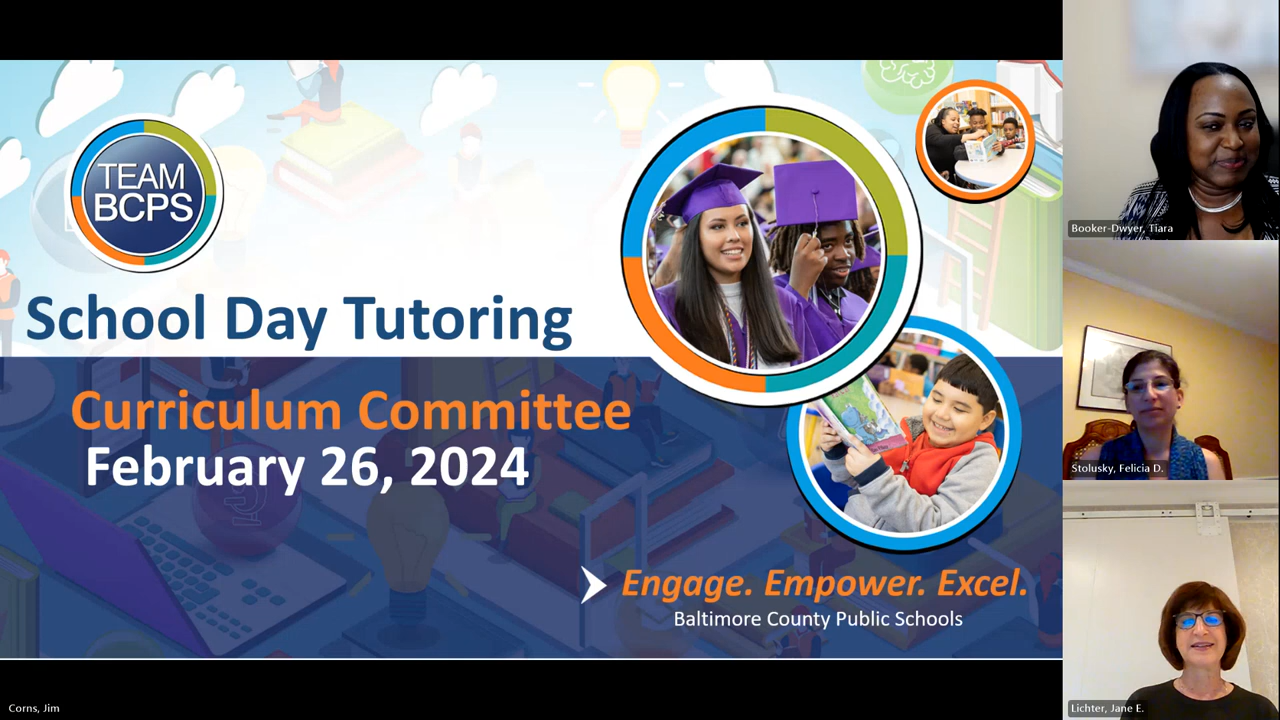 TEAM
BCPS
School Day Tutoring
Curriculum Committee
February 26, 2024
Engage. Empower. Excel.
Baltimore County Public Schools
Corns, Jim
Booker-Dwyer, Tiara
Stolusky, Felicia D.
Lichter, Jane E.